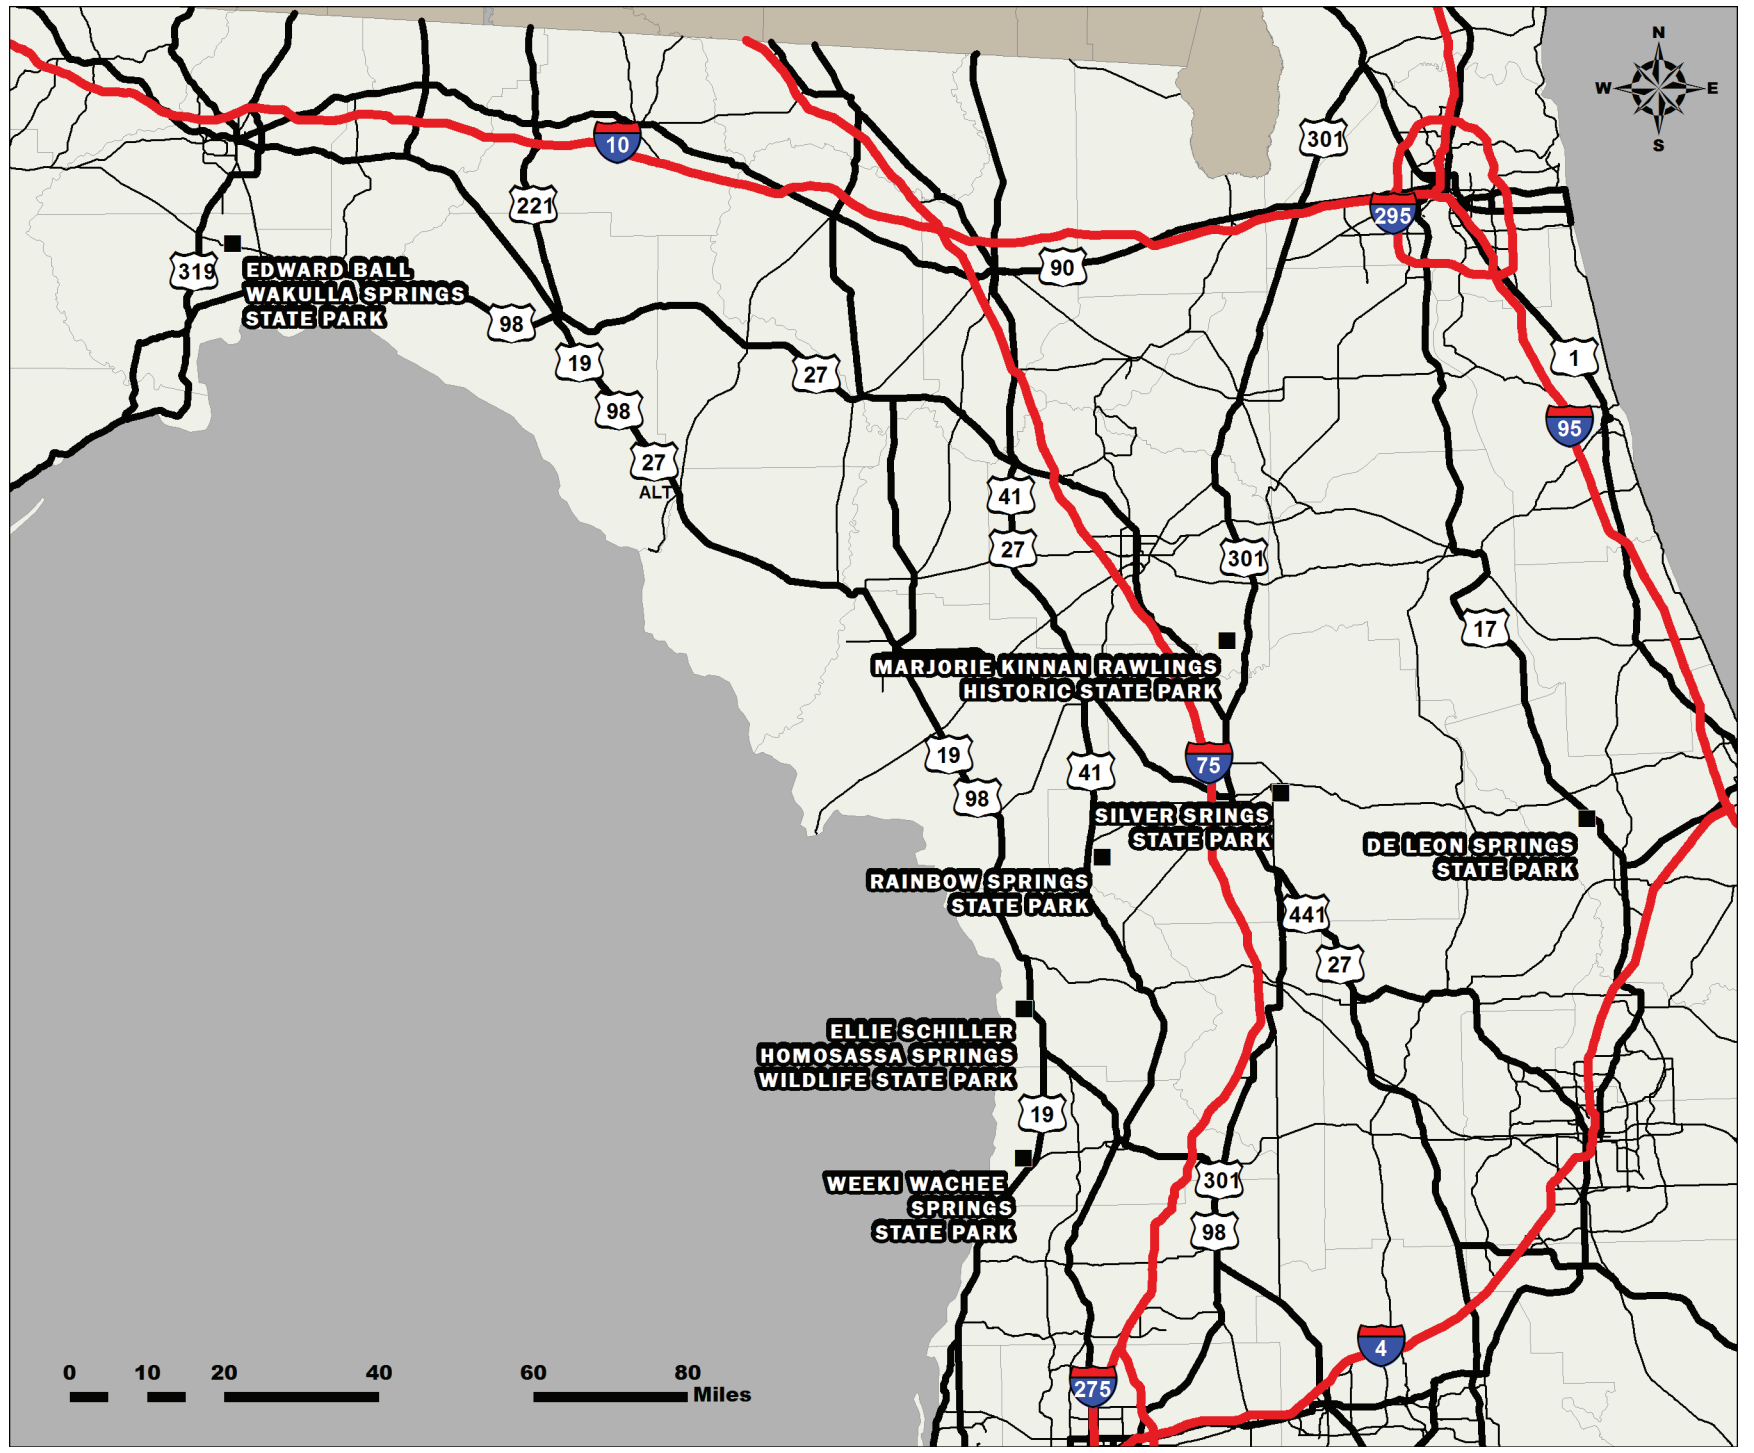 N
W E
S
301
10
295
221
319
90
EDWARD BALL
WAKULLA SPRINGS
STATE PARK
98
19
27
1
98
95
27
ALT
41
27
301
17
MARJORIE KINNAN RAWLINGS
HISTORIC STATE PARK
19
41
75
98
SILVER SRINGS
STATE PARK
DE LEON SPRINGS
STATE PARK
RAINBOW SPRINGS
STATE PARK
441
27
ELLIE SCHILLER
HOMOSASSA SPRINGS
WILDLIFE STATE PARK
19
WEEKI WACHEE
SPRINGS
STATE PARK
301
98
4
275
0 10 20 40 60 80
Miles